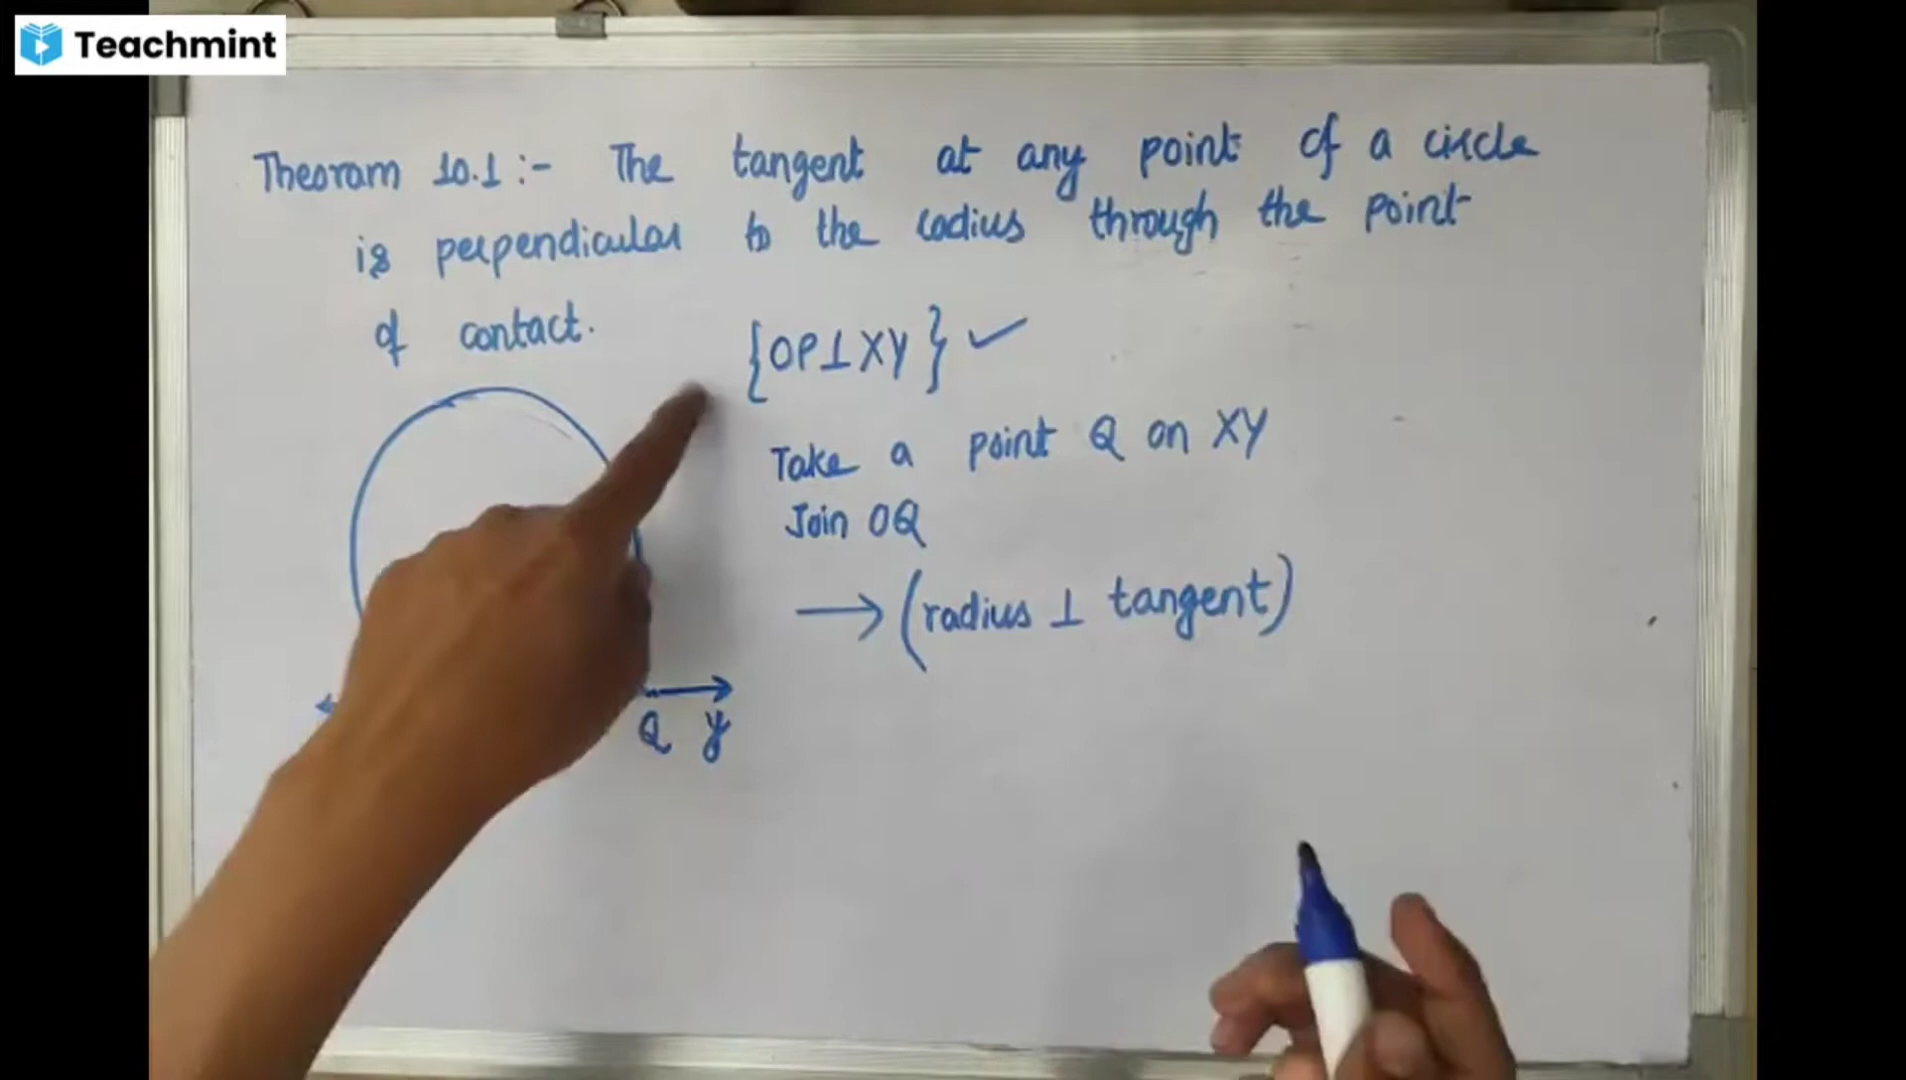 Teachmint
Theoram 10.1 :- The tangent at any point of a circle
is perpendicular to the radius through the point
of contact.
{OP⊥XY} ✓
Take a point Q on XY
Join OQ
→ (radius ⊥ tangent)
Q y